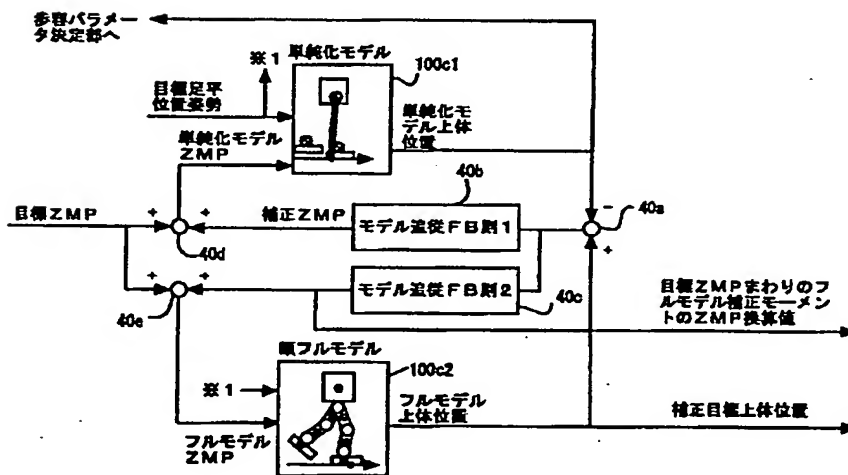 歩容パラメー
タ決定部へ
※1
単純化モデル
100c1
目標足平
位置姿勢
単純化モ
デル上体
位置
単純化モデル
ZMP
40b
目標ZMP
+
+
40d
補正ZMP
モデル追従FB則1
-
40a
+
+
+
40e
モデル追従FB則2
40c
目標ZMPまわりのフ
ルモデル補正モーメン
トのZMP換算値
順フルモデル
100c2
※1
フルモデル
上体位置
補正目標上体位置
フルモデル
ZMP